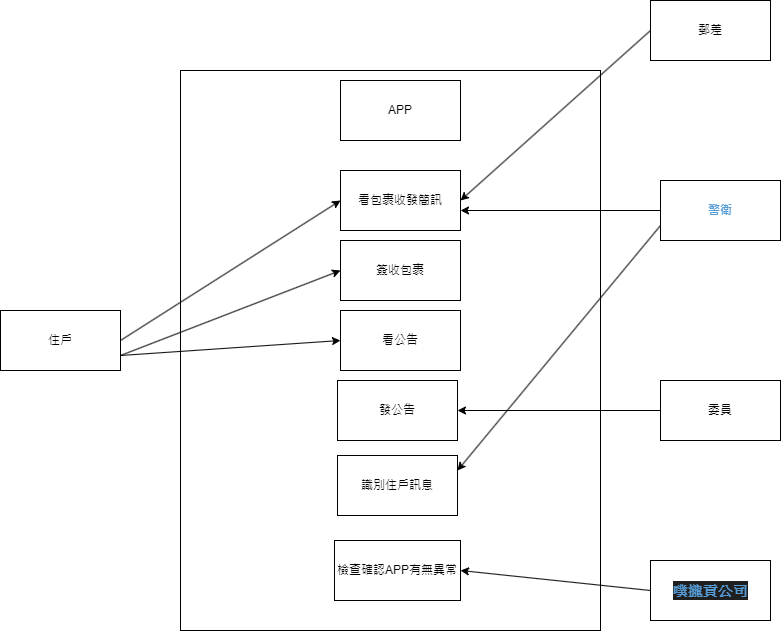 郵差
APP
看包裹收發簡訊
警衛
簽收包裹
住戶
看公告
發公告
委員
識別住戶訊息
檢查確認APP有無異常
噗攏貢公司